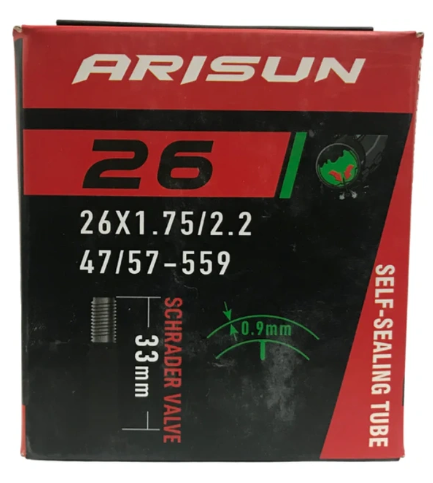 ARISUN
26
26X1.75/2.2
47/57-559
SCHRADER VALVE
33mm
0.9mm
SELF-SEALING TUBE